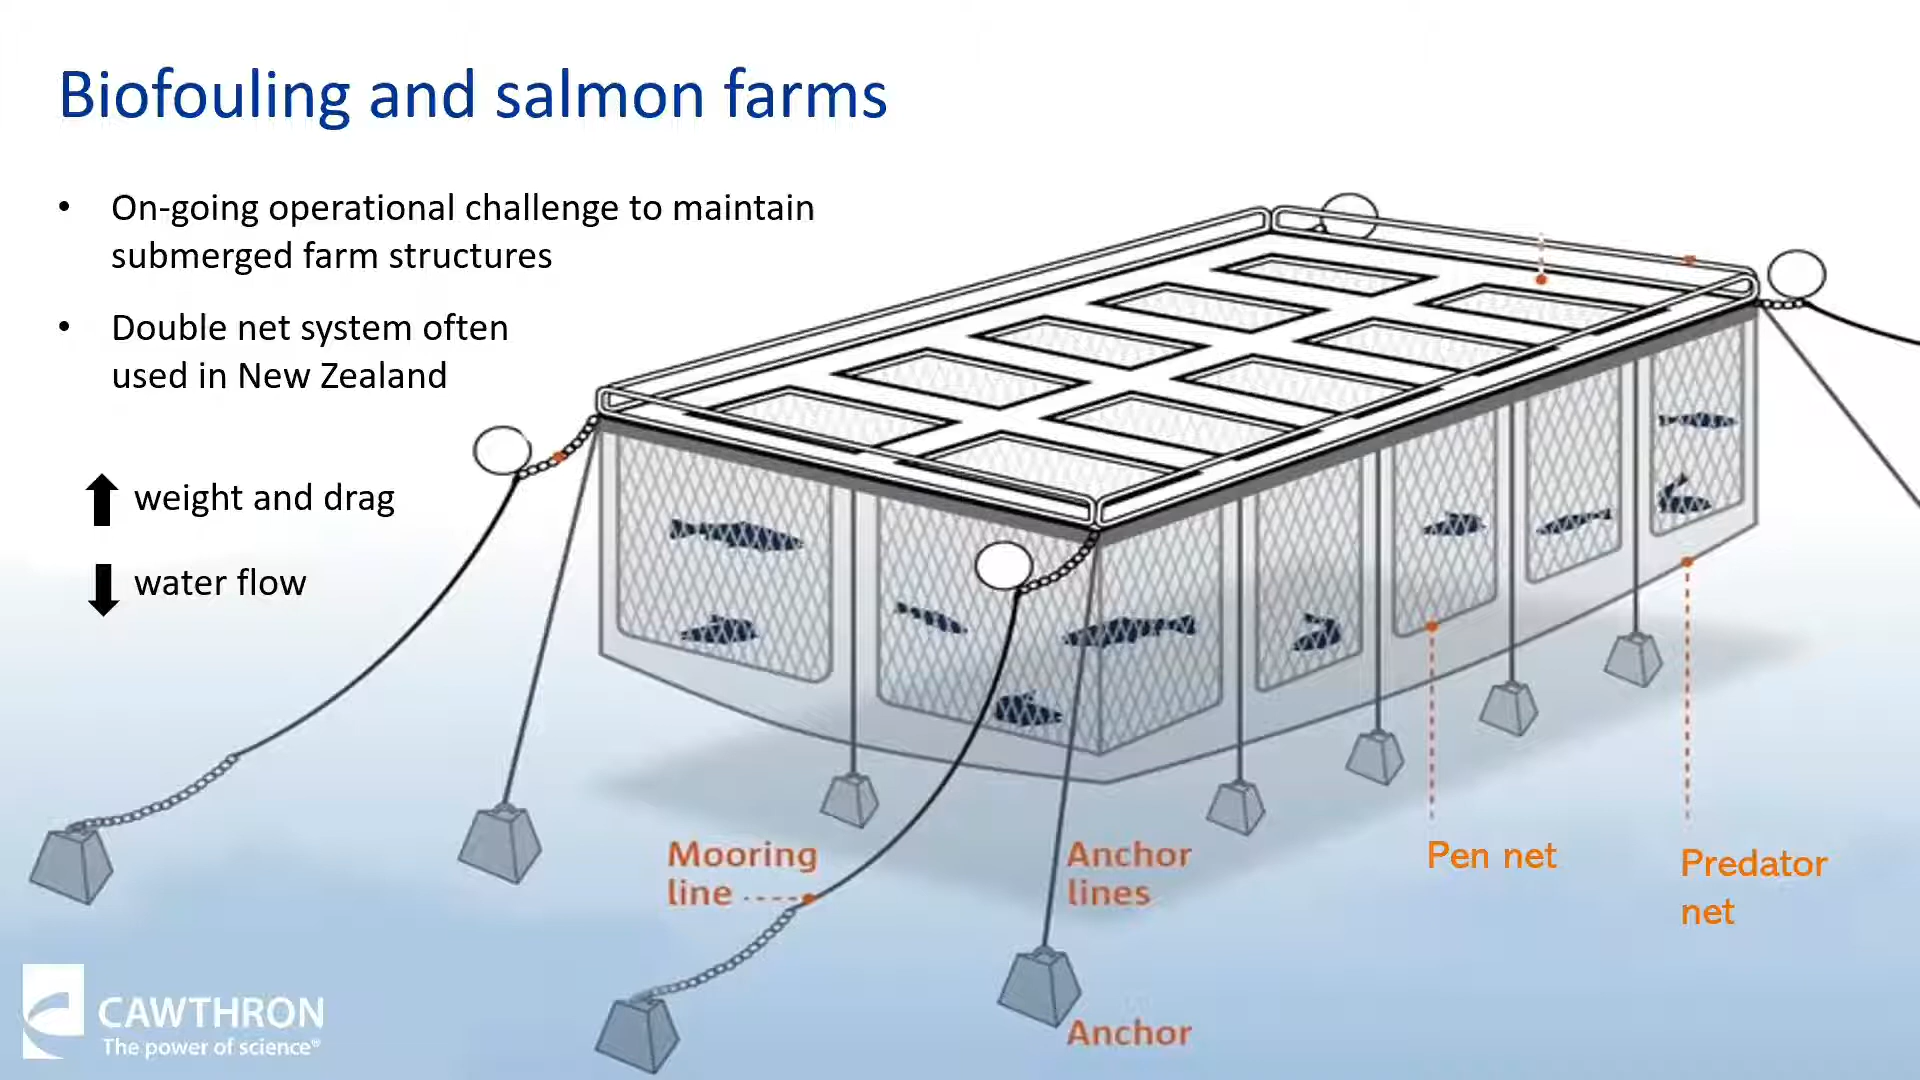 Biofouling and salmon farms
• On-going operational challenge to maintain
submerged farm structures
• Double net system often
used in New Zealand
weight and drag
water flow
Mooring
line
Anchor
lines
Pen net
Predator
net
Anchor
CAWTHRON
The power of science®